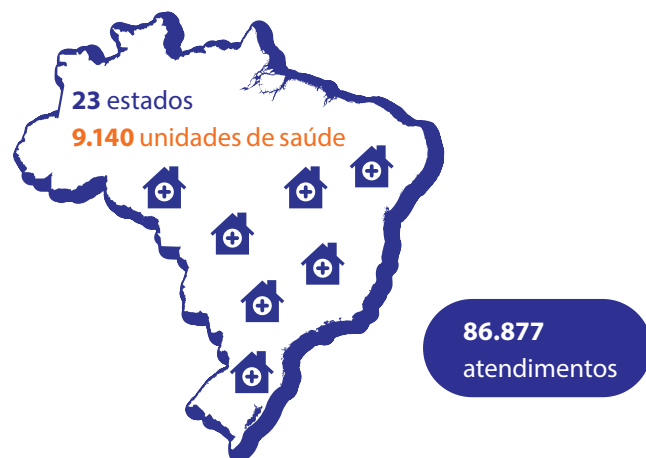 23 estados
9.140 unidades de saúde
86.877
atendimentos